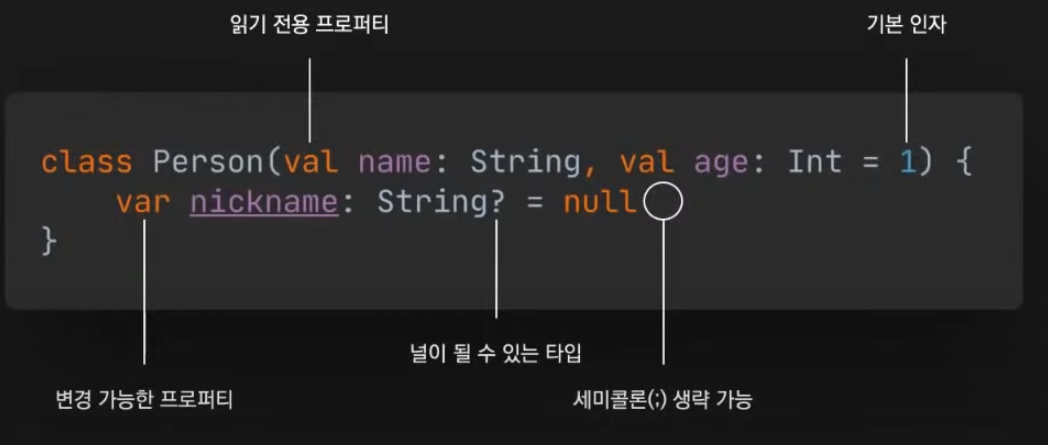 읽기 전용 프로퍼티
기본 인자
class Person(val name: String, val age: Int = 1) {
var nickname: String? = null
}
널이 될 수 있는 타입
변경 가능한 프로퍼티
세미콜론(;) 생략 가능